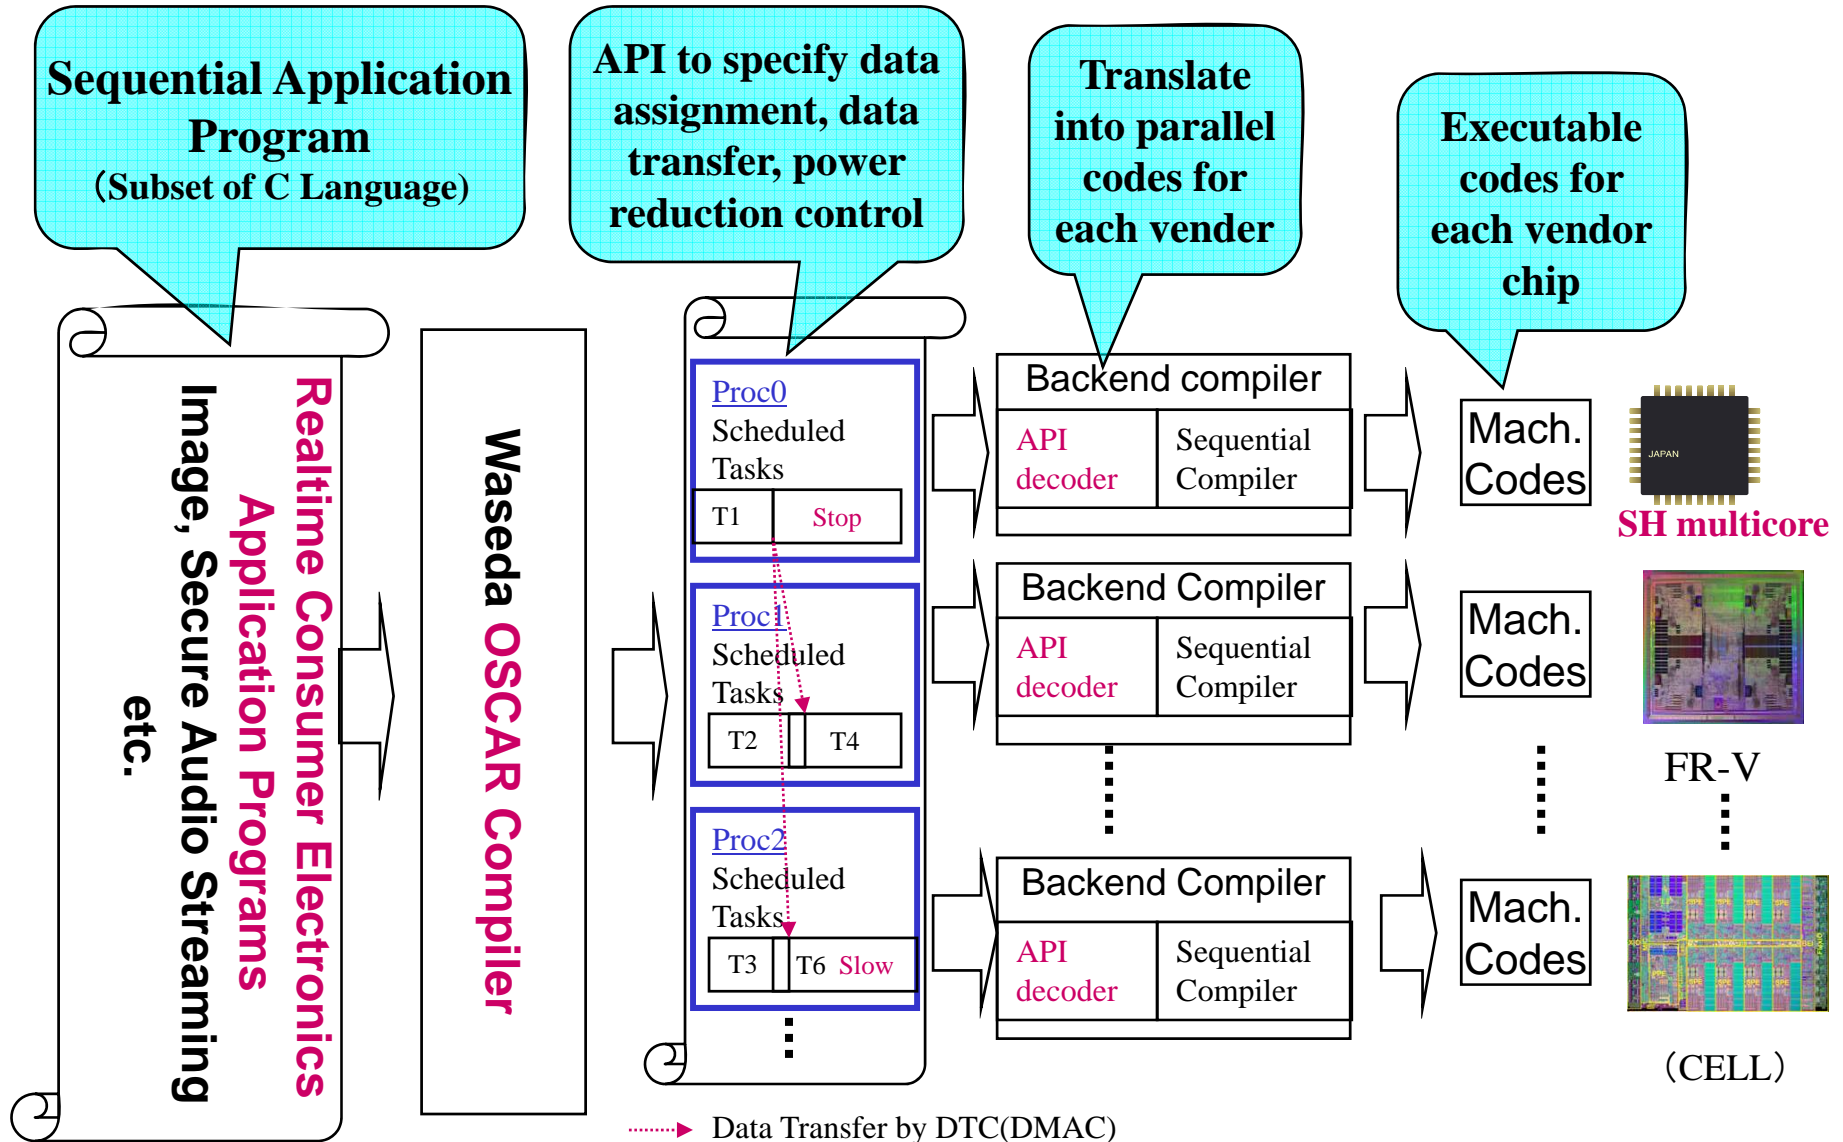 Sequential Application
Program
（Subset of C Language)
API to specify data
assignment, data
transfer, power
reduction control
Translate
into parallel
codes for
each vender
Executable
codes for
each vendor
chip
Realtime Consumer Electronics
Application Programs
Image, Secure Audio Streaming
etc.
Waseda OSCAR Compiler
Proc0
Scheduled
Tasks
T1 Stop
Proc1
Scheduled
Tasks
T2 T4
Proc2
Scheduled
Tasks
T3 T6 Slow
Backend compiler
API
decoder
Sequential
Compiler
Backend Compiler
API
decoder
Sequential
Compiler
Backend Compiler
API
decoder
Sequential
Compiler
Mach.
Codes
JAPAN
SH multicore
Mach.
Codes
FR-V
Mach.
Codes
（CELL）
Data Transfer by DTC(DMAC)